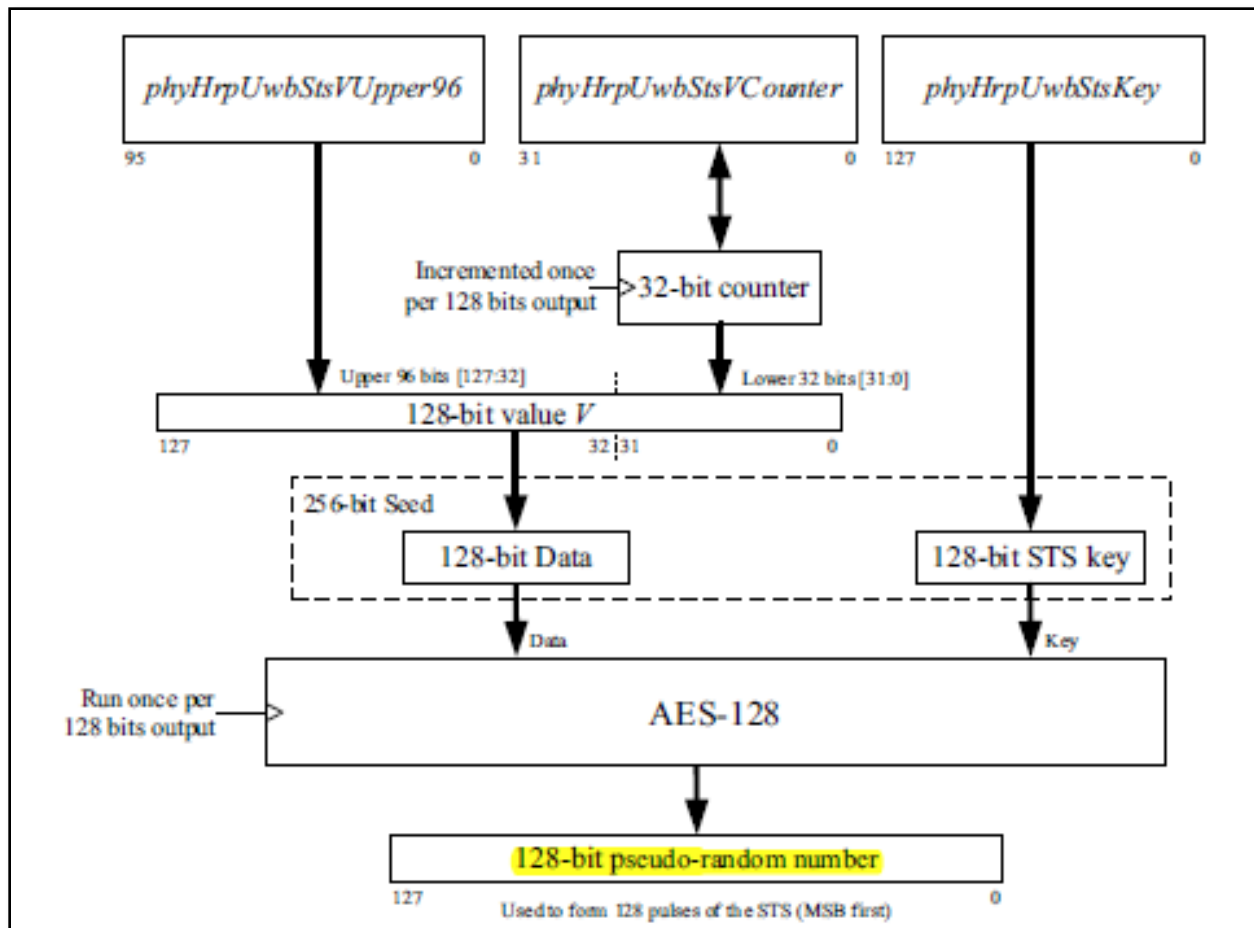 phyHrpUwbStsVUpper96
phyHrpUwbStsVCounter
phyHrpUwbStsKey
95 0
31 0
127 0
Incremented once
per 128 bits output
32-bit counter
Upper 96 bits [127:32]
Lower 32 bits [31:0]
128-bit value V
127 32 31 0
256-bit Seed
128-bit Data
128-bit STS key
Data
Key
Run once per
128 bits output
AES-128
128-bit pseudo-random number
127 0
Used to form 128 pulses of the STS (MSB first)